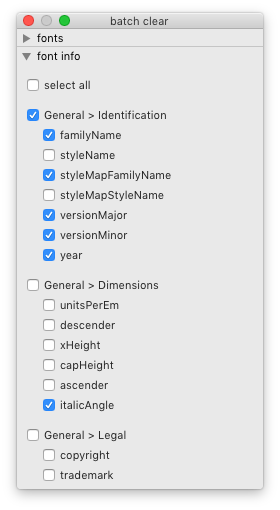 batch clear
fonts
font info
select all
General > Identification
familyName
styleName
styleMapFamilyName
styleMapStyleName
versionMajor
versionMinor
year
General > Dimensions
unitsPerEm
descender
xHeight
capHeight
ascender
italicAngle
General > Legal
copyright
trademark